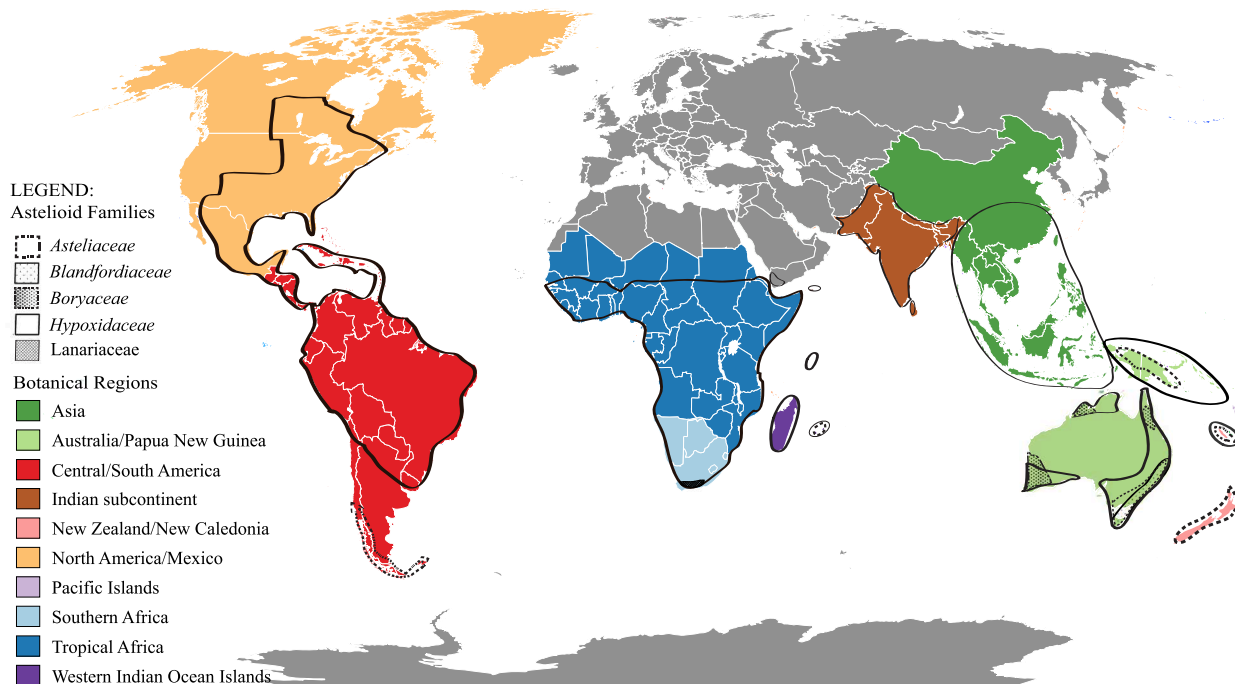 LEGEND:
Astelioid Families
Asteliaceae
Blandfordiaceae
Boryaceae
Hypoxidaceae
Lanariaceae
Botanical Regions
Asia
Australia/Papua New Guinea
Central/South America
Indian subcontinent
New Zealand/New Caledonia
North America/Mexico
Pacific Islands
Southern Africa
Tropical Africa
Western Indian Ocean Islands